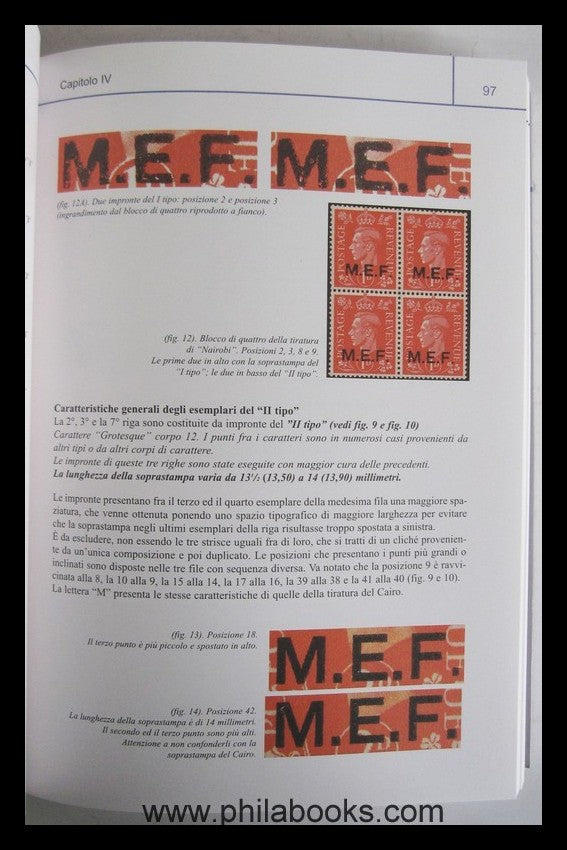 Capitolo IV
97
M.E.F.
M.E.F.
(fig. 12A). Due impronte del I tipo: posizione 2 e posizione 3
(ingrandimento dal blocco di quattro riprodotto a fianco).
POSTAGE REVENUE
M.E.F.
POSTAGE REVENUE
M.E.F.
POSTAGE REVENUE
M.E.F.
POSTAGE REVENUE
M.E.F.
(fig. 12). Blocco di quattro della tiratura
di "Nairobi". Posizioni 2, 3, 8 e 9.
Le prime due in alto con la soprastampa del
"I tipo"; le due in basso del "II tipo".
Caratteristiche generali degli esemplari del "II tipo"
La 2°, 3° e la 7° riga sono costituite da impronte del "II tipo" (vedi fig. 9 e fig. 10)
Carattere "Grotesque" corpo 12. I punti fra i caratteri sono in numerosi casi provenienti da
altri tipi o da altri corpi di carattere.
Le impronte di queste tre righe sono state eseguite con maggior cura delle precedenti.
La lunghezza della soprastampa varia da 13½ (13,50) a 14 (13,90) millimetri.
Le impronte presentano fra il terzo ed il quarto esemplare della medesima fila una maggiore spa-
ziatura, che venne ottenuta ponendo uno spazio tipografico di maggiore larghezza per evitare
che la soprastampa negli ultimi esemplari della riga risultasse troppo spostata a sinistra.
È da escludere, non essendo le tre strisce uguali fra di loro, che si tratti di un cliché provenien-
te da un'unica composizione e poi duplicato. Le posizioni che presentano i punti più grandi o
inclinati sono disposte nelle tre file con sequenza diversa. Va notato che la posizione 9 è ravvi-
cinata alla 8, la 10 alla 9, la 15 alla 14, la 17 alla 16, la 39 alla 38 e la 41 alla 40 (fig. 9 e 10).
La lettera "M" presenta le stesse caratteristiche di quelle della tiratura del Cairo.
(fig. 13). Posizione 18.
Il terzo punto è più piccolo e spostato in alto.
M.E.F.
(fig. 14). Posizione 42.
La lunghezza della soprastampa è di 14 millimetri.
Il secondo ed il terzo punto sono più alti.
Attenzione a non confonderli con la
soprastampa del Cairo.
M.E.F.
www.philabooks.com